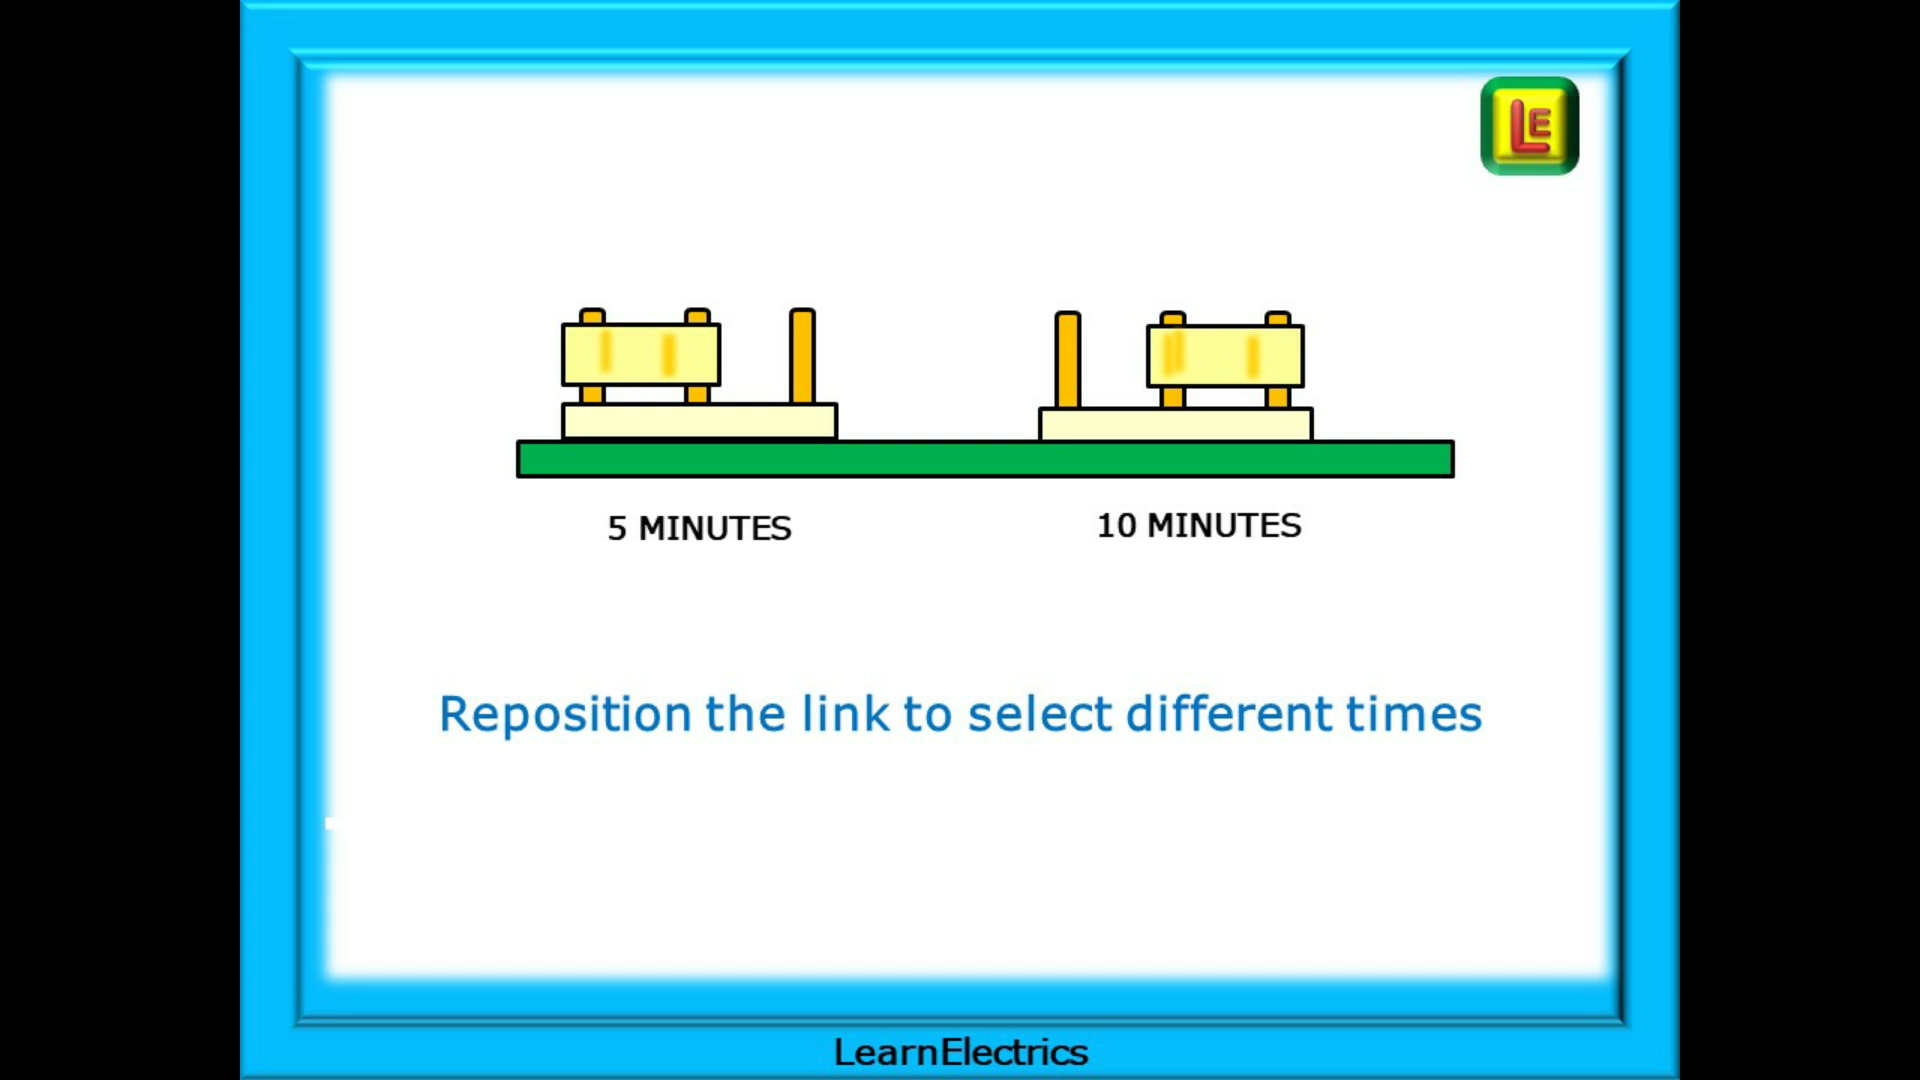 LE
5 MINUTES
10 MINUTES
Reposition the link to select different times
LearnElectrics